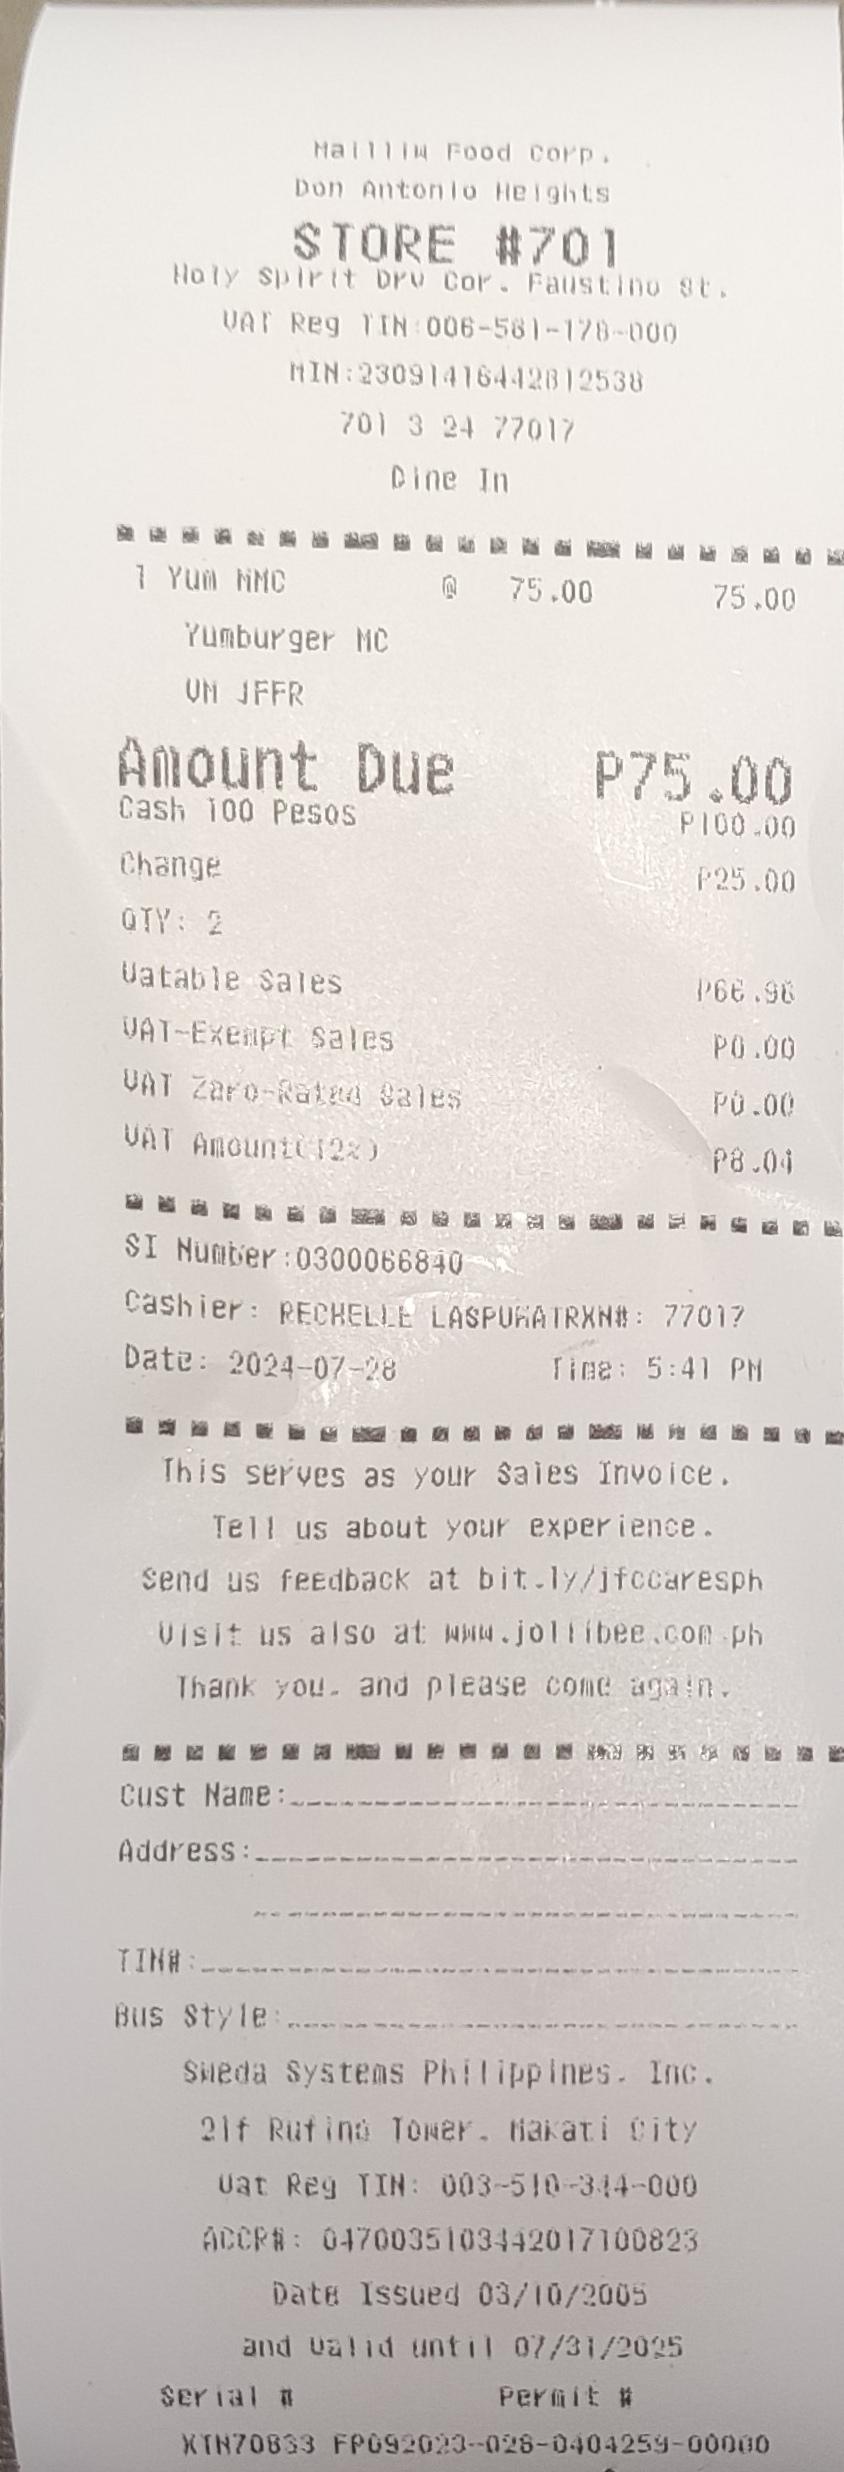 Mailliw Food Corp.
Don Antonio Heights
STORE #701
Holy Spirit Drv Cor. Faustino St.
VAT Reg TIN:006-581-178-000
MIN:23091416442812538
701 3 24 77017
Dine In
1 Yum NMC @ 75.00 75.00
Yumburger MC
UM JFFR
Amount Due P75.00
Cash 100 Pesos P100.00
Change P25.00
QTY: 2
Vatable Sales P66.96
VAT-Exempt Sales P0.00
VAT Zero-Rated Sales P0.00
VAT Amount(12%) P8.04
SI Number:0300066840
Cashier: RECHELLE TRXN#: 77017
Date: 2024-07-28 Time: 5:41 PM
This serves as your Sales Invoice.
Tell us about your experience.
Send us feedback at bit.ly/jfccaresph
Visit us also at www.jollibee.com.ph
Thank you. and please come again.
Cust Name:
Address:
TIN#:
Bus Style:
Sweda Systems Philippines. Inc.
21f Rufino Tower. Makati City
Vat Reg TIN: 003-510-344-000
ACCR#: 0470035103442017100823
Date Issued 03/10/2005
and Valid until 07/31/2025
Serial # Permit #
FP092023-028-0404259-00000